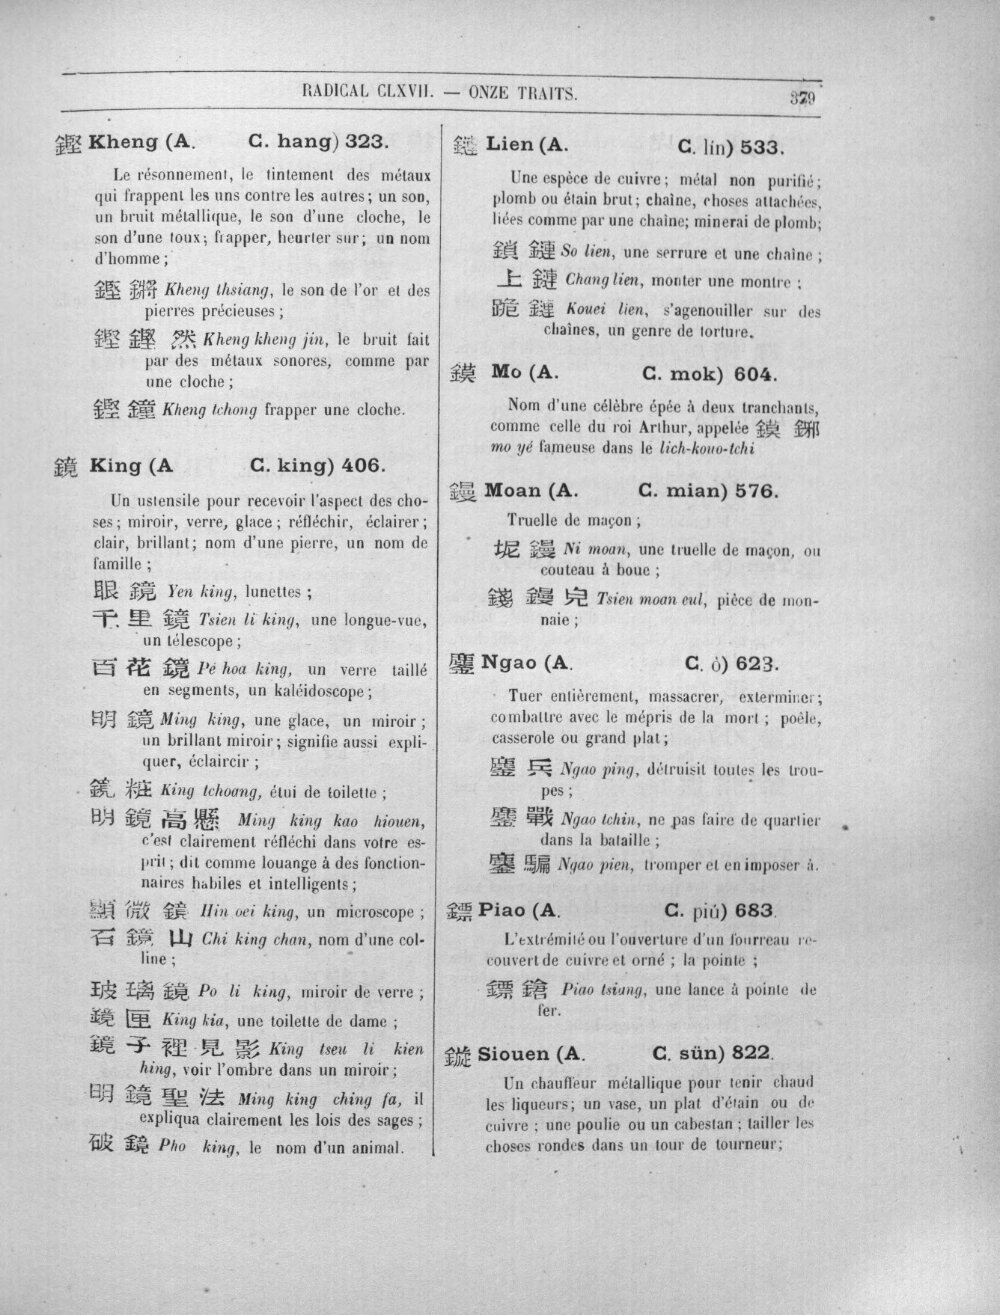 RADICAL CLXVII. — ONZE TRAITS.
379
鏗 Kheng (A. C. hang) 323.
Le résonnement, le tintement des métaux
qui frappent les uns contre les autres; un son,
un bruit métallique, le son d'une cloche, le
son d'une toux; frapper, heurter sur; un nom
d'homme;
鏗鏘 Kheng thsiang, le son de l'or et des
pierres précieuses;
鏗鏗然 Kheng kheng jin, le bruit fait
par des métaux sonores, comme par
une cloche;
鏗鐘 Kheng tchong frapper une cloche.
鏡 King (A C. king) 406.
Un ustensile pour recevoir l'aspect des cho-
ses; miroir, verre, glace; réfléchir, éclairer;
clair, brillant; nom d'une pierre, un nom de
famille;
眼鏡 Yen king, lunettes;
千里鏡 Tsien li king, une longue-vue,
un télescope;
百花鏡 Pé hoa king, un verre taillé
en segments, un kaléidoscope;
明鏡 Ming king, une glace, un miroir;
un brillant miroir; signifie aussi expli-
quer, éclaircir;
鏡粧 King tchoang, étui de toilette;
明鏡高懸 Ming king kao hiouen,
c'est clairement réfléchi dans votre es-
prit; dit comme louange à des fonction-
naires habiles et intelligents;
顯微鏡 Hin oei king, un microscope;
石鏡山 Chi king chan, nom d'une col-
line;
玻璃鏡 Po li king, miroir de verre;
鏡匣 King kia, une toilette de dame;
鏡子裡見影 King tseu li kien
hing, voir l'ombre dans un miroir;
明鏡聖法 Ming king ching fa, il
expliqua clairement les lois des sages;
破鏡 Pho king, le nom d'un animal.
鏈 Lien (A. C. lín) 533.
Une espèce de cuivre; métal non purifié;
plomb ou étain brut; chaîne, choses attachées,
liées comme par une chaîne; minerai de plomb;
鎖鏈 So lien, une serrure et une chaîne;
上鏈 Chang lien, monter une montre;
跪鏈 Kouei lien, s'agenouiller sur des
chaînes, un genre de torture.
鏌 Mo (A. C. mok) 604.
Nom d'une célèbre épée à deux tranchants,
comme celle du roi Arthur, appelée 鏌鎁
mo yé fameuse dans le lich-kouo-tchi
鏝 Moan (A. C. mian) 576.
Truelle de maçon;
坭鏝 Ni moan, une truelle de maçon, ou
couteau à boue;
錢鏝兒 Tsien moan eul, pièce de mon-
naie;
鏖 Ngao (A. C. ò) 623.
Tuer entièrement, massacrer, exterminer;
combattre avec le mépris de la mort; poêle,
casserole ou grand plat;
鏖兵 Ngao ping, détruisit toutes les trou-
pes;
鏖戰 Ngao tchin, ne pas faire de quartier
dans la bataille;
鏖騙 Ngao pien, tromper et en imposer à.
鏢 Piao (A. C. piú) 683.
L'extrémité ou l'ouverture d'un fourreau re-
couvert de cuivre et orné; la pointe;
鏢鎗 Piao tsiang, une lance à pointe de
fer.
鏇 Siouen (A. C. sün) 822.
Un chauffeur métallique pour tenir chaud
les liqueurs; un vase, un plat d'étain ou de
cuivre; une poulie ou un cabestan; tailler les
choses rondes dans un tour de tourneur;